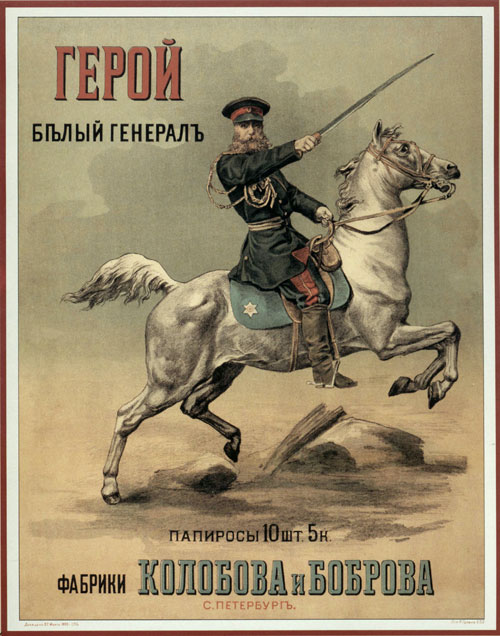 ГЕРОЙ
БѢЛЫЙ ГЕНЕРАЛЪ
ПАПИРОСЫ 10 ШТ. 5 К.
ФАБРИКИ КОЛОБОВА И БОБРОВА
С. ПЕТЕРБУРГЪ.